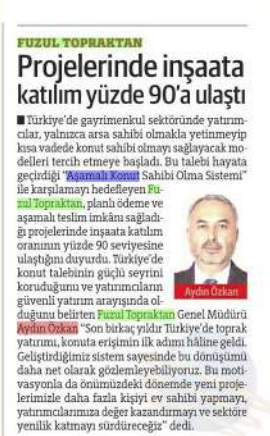 FUZUL TOPRAKTAN
Projelerinde inşaata
katılım yüzde 90'a ulaştı
■ Türkiye'de gayrimenkul sektöründe yatırım-
cılar, yalnızca arsa sahibi olmakla yetinmeyip
kısa vadede konut sahibi olmayı sağlayacak mo-
delleri tercih etmeye başladı. Bu talebi hayata
geçirdiği "Aşamalı Konut Sahibi Olma Sistemi"
ile karşılamayı hedefleyen Fu-
zul Topraktan, planlı ödeme ve
aşamalı teslim imkânı sağladı-
ğı projelerinde inşaata katılım
oranının yüzde 90 seviyesine
ulaştığını duyurdu. Türkiye'de
konut talebinin güçlü seyrini
koruduğunu ve yatırımcıların
güvenli yatırım arayışında ol-
duğunu belirten Fuzul Topraktan Genel Müdürü
Aydın Özkan "Son birkaç yıldır Türkiye'de toprak
yatırımı, konuta erişimin ilk adımı hâline geldi.
Geliştirdiğimiz sistem sayesinde bu dönüşümü
daha net olarak gözlemleyebiliyoruz. Bu moti-
vasyonla da önümüzdeki dönemde yeni proje-
lerimizle daha fazla kişiyi ev sahibi yapmayı,
yatırımcılarımıza değer kazandırmayı ve sektöre
yenilik katmayı sürdüreceğiz" dedi.
Aydın Özkan